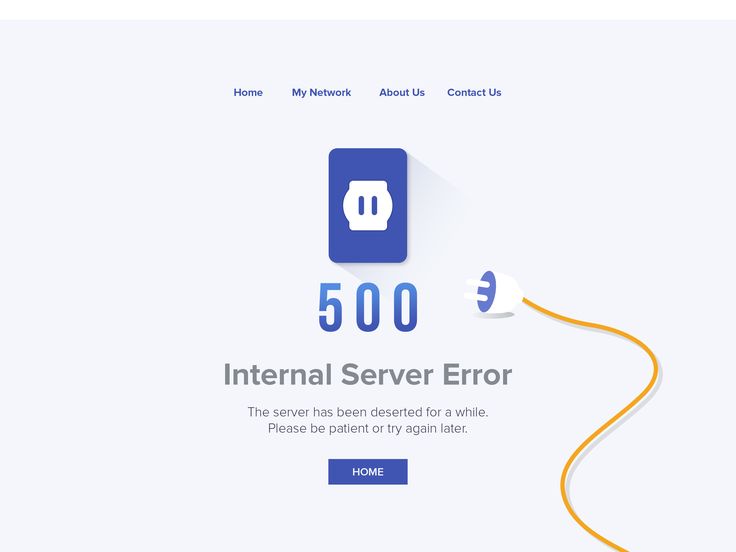 Home My Network About Us Contact Us
500
Internal Server Error
The server has been deserted for a while.
Please be patient or try again later.
HOME